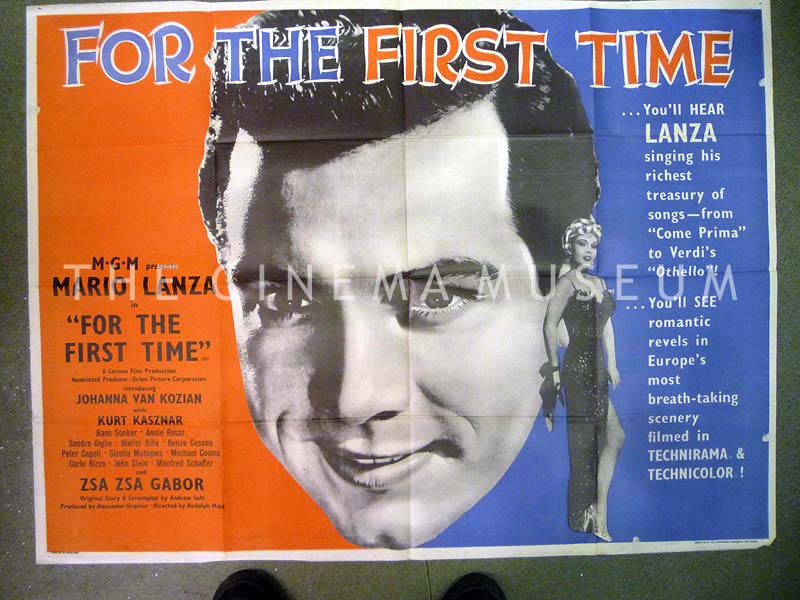 FOR THE FIRST TIME
M·G·M presents
MARIO LANZA
in
"FOR THE
FIRST TIME"
A Corona Film Production
Associated Producer: Orion Picture Corporation
introducing
JOHANNA VAN KOZIAN
with
KURT KASZNAR
Hans Sonker · Annie Rosar
Sandro Giglio · Walter Rilla · Renzo Cesana
Peter Capell · Gisella Mathews · Michael Cosmo
Carlo Rizzo · John Stein · Manfred Schaffer
and
ZSA ZSA GABOR
Original Story & Screenplay by Andrew Solt
Produced by Alexander Gruoter · Directed by Rudolph Maté
...You'll HEAR
LANZA
singing his
richest
treasury of
songs—from
"Come Prima"
to Verdi's
"Othello"!
...You'll SEE
romantic
revels in
Europe's
most
breath-taking
scenery
filmed in
TECHNIRAMA &
TECHNICOLOR!
THE CINEMA MUSEUM